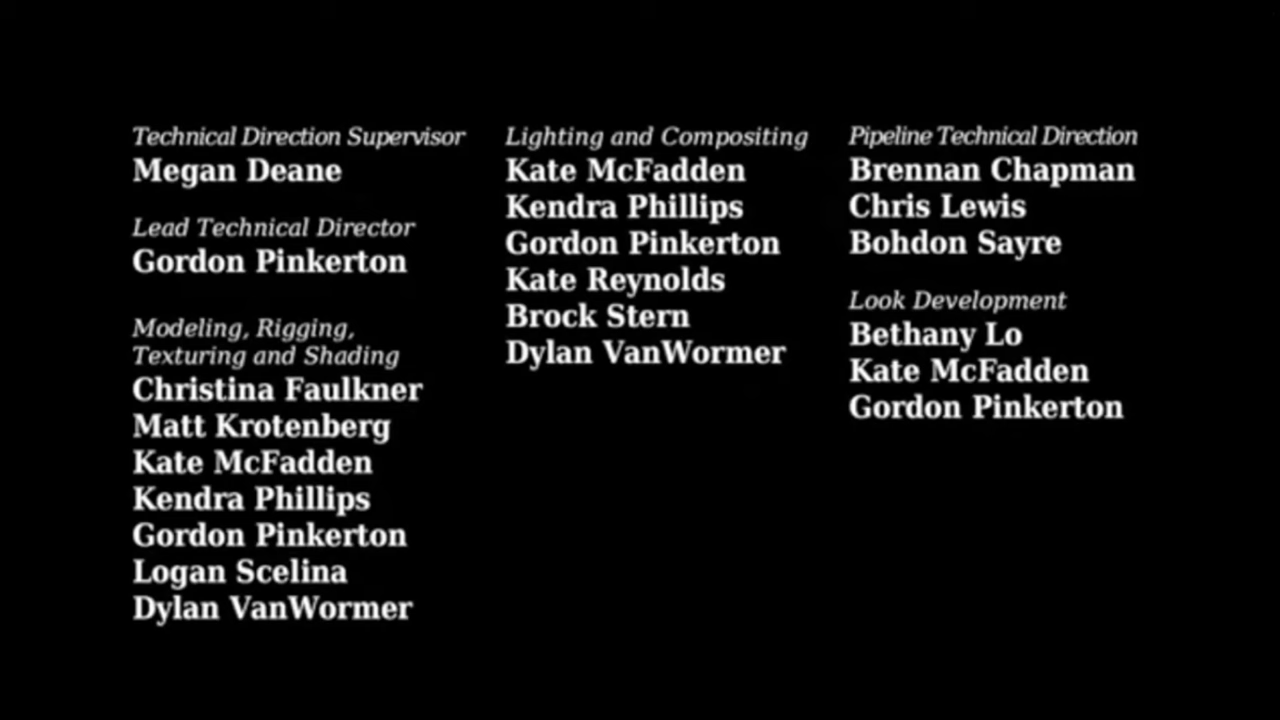 Technical Direction Supervisor
Megan Deane
Lead Technical Director
Gordon Pinkerton
Modeling, Rigging,
Texturing and Shading
Christina Faulkner
Matt Krotenberg
Kate McFadden
Kendra Phillips
Gordon Pinkerton
Logan Scelina
Dylan VanWormer
Lighting and Compositing
Kate McFadden
Kendra Phillips
Gordon Pinkerton
Kate Reynolds
Brock Stern
Dylan VanWormer
Pipeline Technical Direction
Brennan Chapman
Chris Lewis
Bohdon Sayre
Look Development
Bethany Lo
Kate McFadden
Gordon Pinkerton